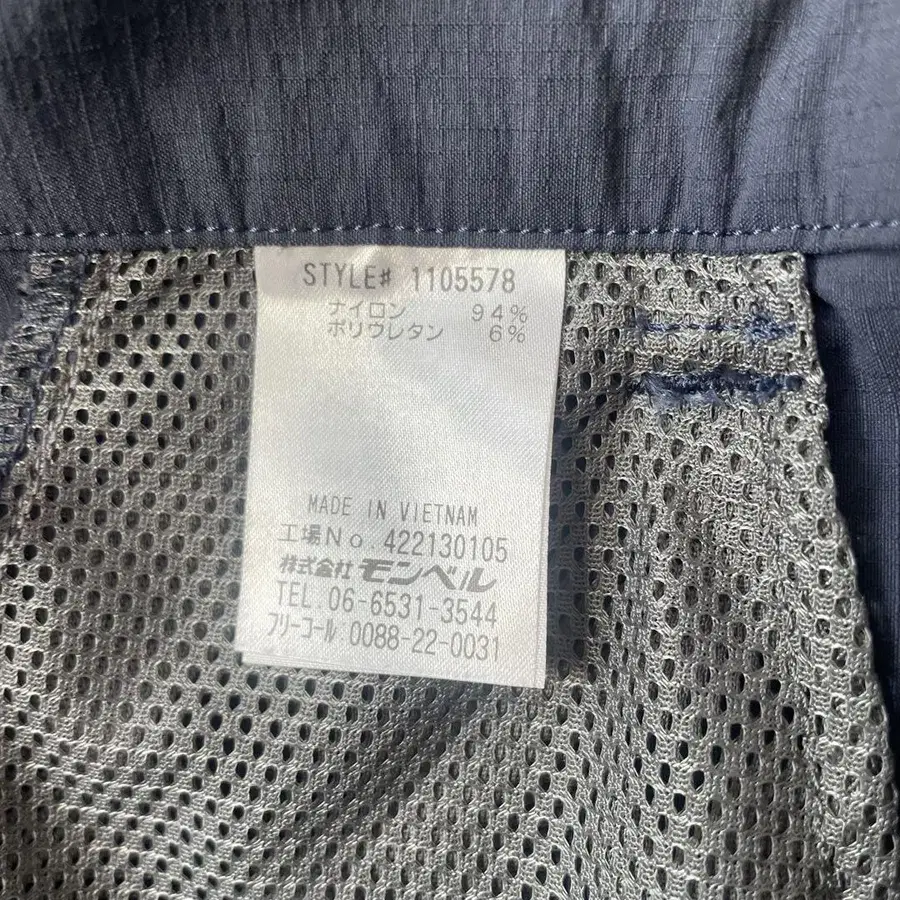 STYLE# 1105578
ナイロン 94%
ポリウレタン 6%
MADE IN VIETNAM
工場No. 422130105
株式会社 モンベル
TEL. 06-6531-3544
フリーコール 0088-22-0031